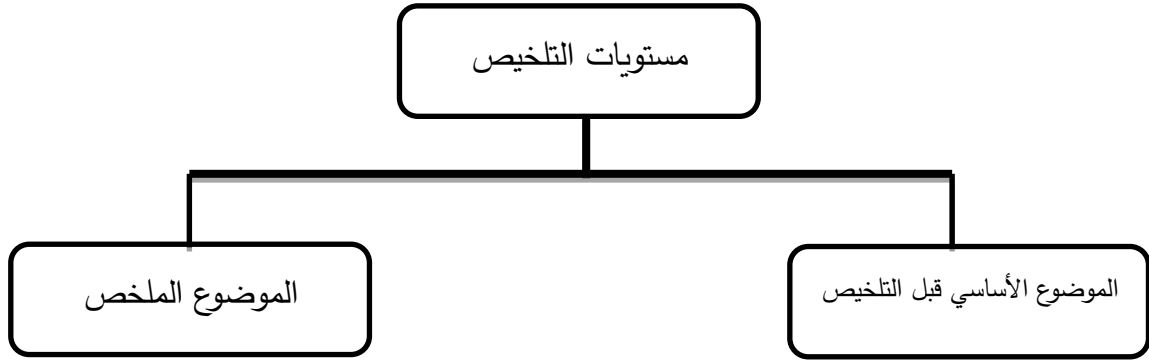 مستويات التلخيص
الموضوع الأساسي قبل التلخيص
الموضوع الملخص